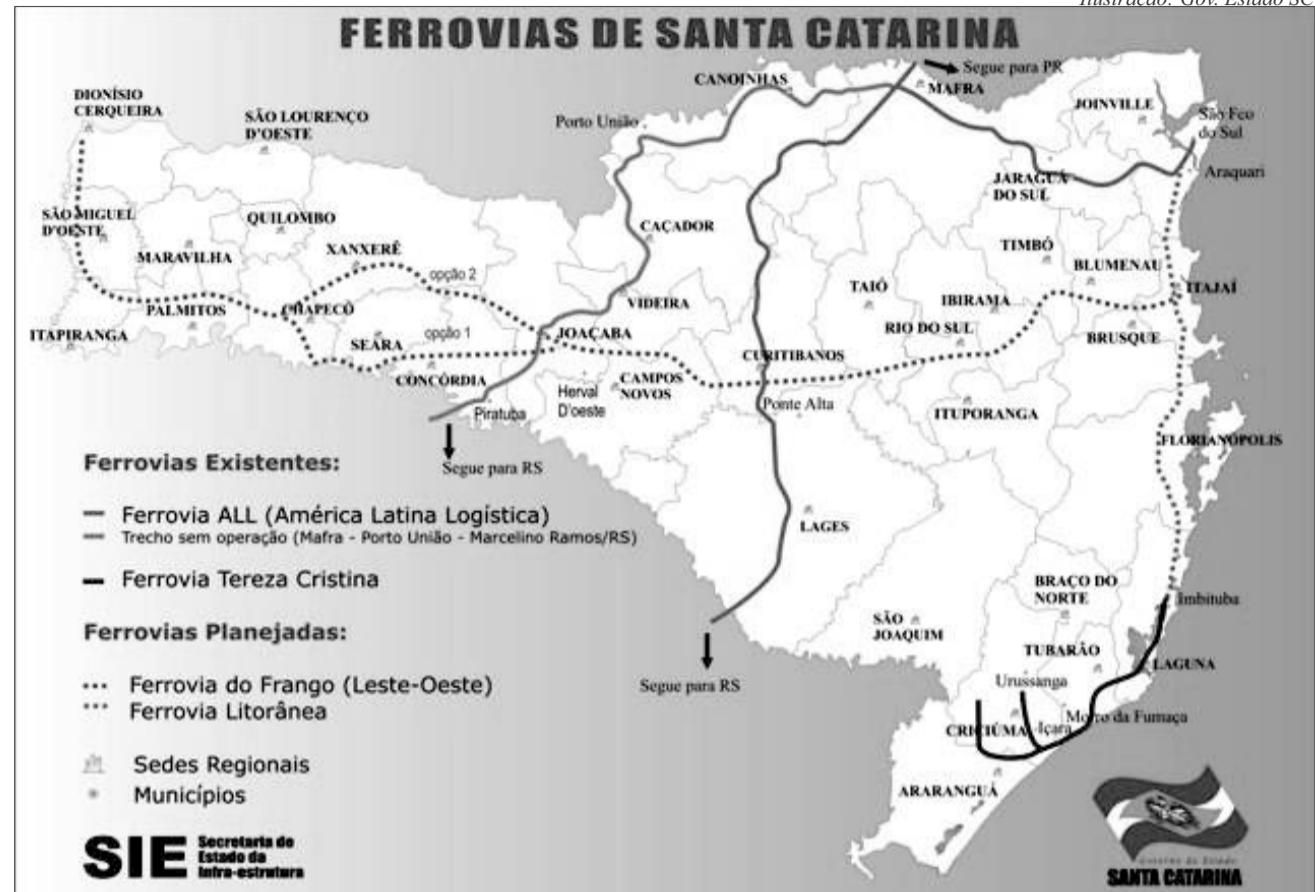 Ilustração: Gov. Estado SC
FERROVIAS DE SANTA CATARINA
Segue para PR
CANOINHAS
MAFRA
DIONÍSIO
CERQUEIRA
SÃO LOURENÇO
D'OESTE
Porto União
JOINVILLE
São Fco
do Sul
Araquari
JARAGUÁ
DO SUL
SÃO MIGUEL
D'OESTE
QUILOMBO
MARAVILHA
XANXERÊ
CAÇADOR
TIMBÓ
BLUMENAU
opção 2
VIDEIRA
TAIÓ
IBIRAMA
ITAJAÍ
PALMITOS
CHAPECÓ
ITAPIRANGA
opção 1
SEARA
JOAÇABA
RIO DO SUL
BRUSQUE
CURITIBANOS
CONCÓRDIA
CAMPOS
NOVOS
Herval
D'oeste
Piratuba
Ponte Alta
ITUPORANGA
FLORIANÓPOLIS
Segue para RS
Ferrovias Existentes:
Ferrovia ALL (América Latina Logística)
Trecho sem operação (Mafra - Porto União - Marcelino Ramos/RS)
Ferrovia Tereza Cristina
LAGES
BRAÇO DO
NORTE
Imbituba
SÃO
JOAQUIM
TUBARÃO
LAGUNA
Urussanga
Morro da Fumaça
CRICIÚMA
Içara
ARARANGUÁ
Segue para RS
Ferrovias Planejadas:
Ferrovia do Frango (Leste-Oeste)
Ferrovia Litorânea
Sedes Regionais
Municípios
SIE
Secretaria de
Estado da
Infra-estrutura
Governo do Estado
SANTA CATARINA